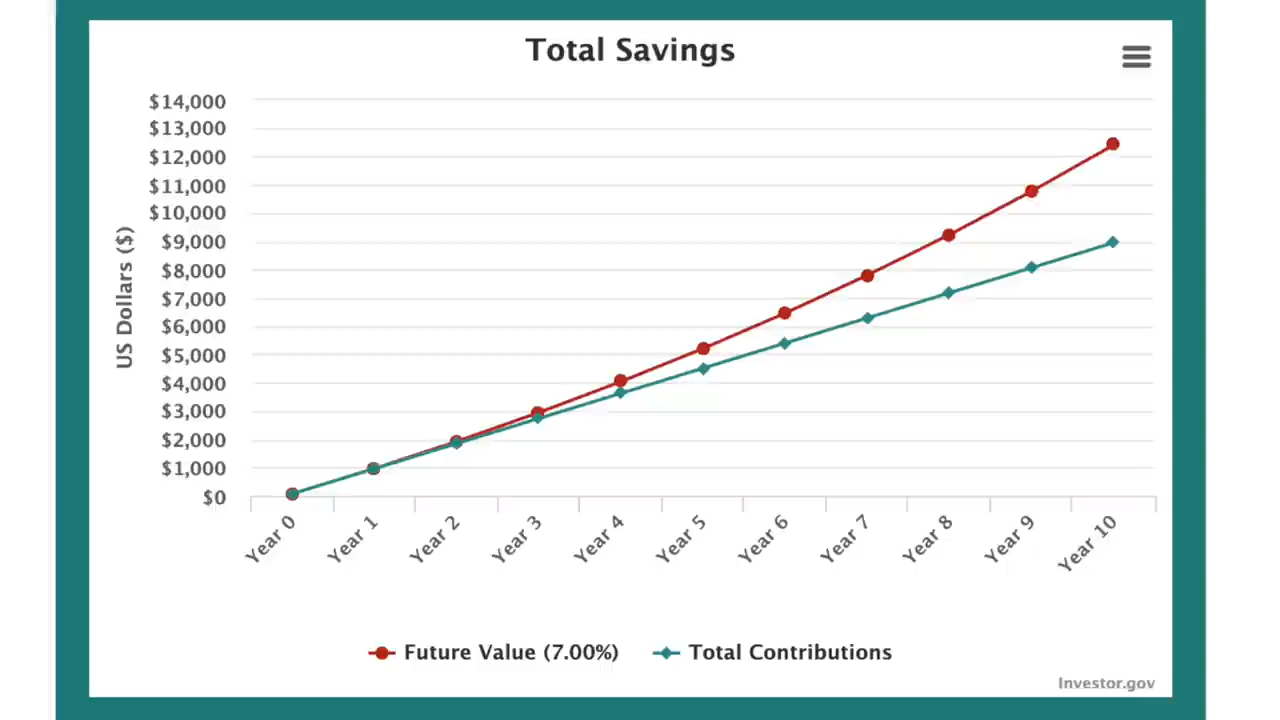 Total Savings
$14,000
$13,000
$12,000
$11,000
$10,000
$9,000
$8,000
$7,000
$6,000
$5,000
$4,000
$3,000
$2,000
$1,000
$0
US Dollars ($)
Year 0
Year 1
Year 2
Year 3
Year 4
Year 5
Year 6
Year 7
Year 8
Year 9
Year 10
Future Value (7.00%)
Total Contributions
Investor.gov